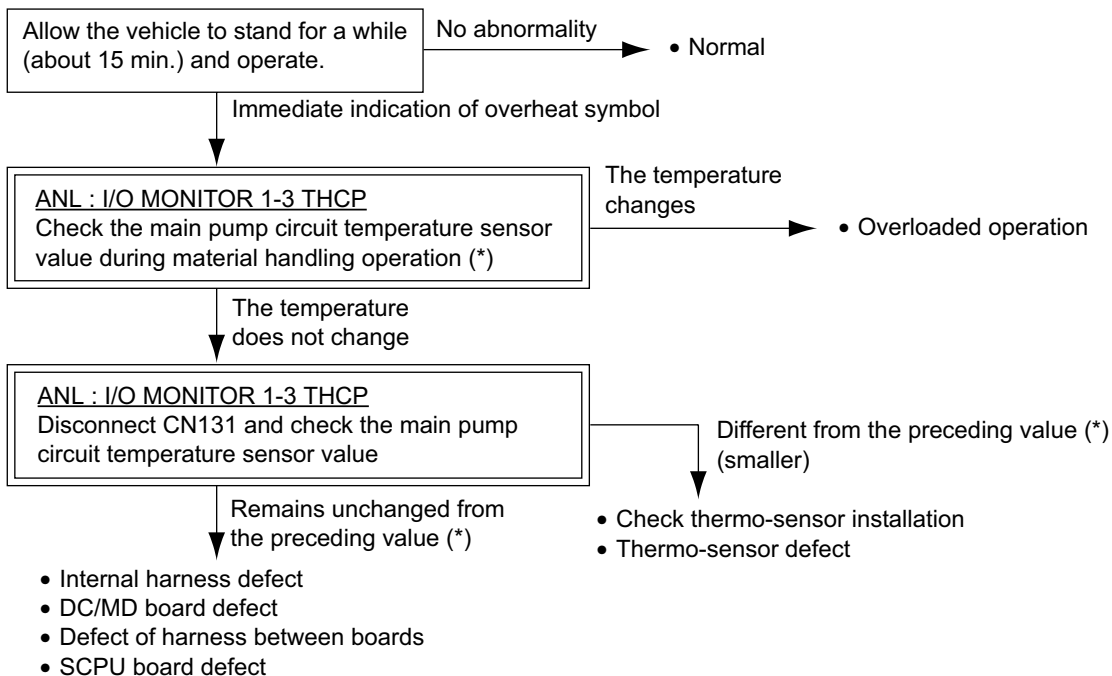 Allow the vehicle to stand for a while
(about 15 min.) and operate.
No abnormality
• Normal
Immediate indication of overheat symbol
ANL : I/O MONITOR 1-3 THCP
Check the main pump circuit temperature sensor
value during material handling operation (*)
The temperature
changes
• Overloaded operation
The temperature
does not change
ANL : I/O MONITOR 1-3 THCP
Disconnect CN131 and check the main pump
circuit temperature sensor value
Different from the preceding value (*)
(smaller)
• Check thermo-sensor installation
• Thermo-sensor defect
Remains unchanged from
the preceding value (*)
• Internal harness defect
• DC/MD board defect
• Defect of harness between boards
• SCPU board defect